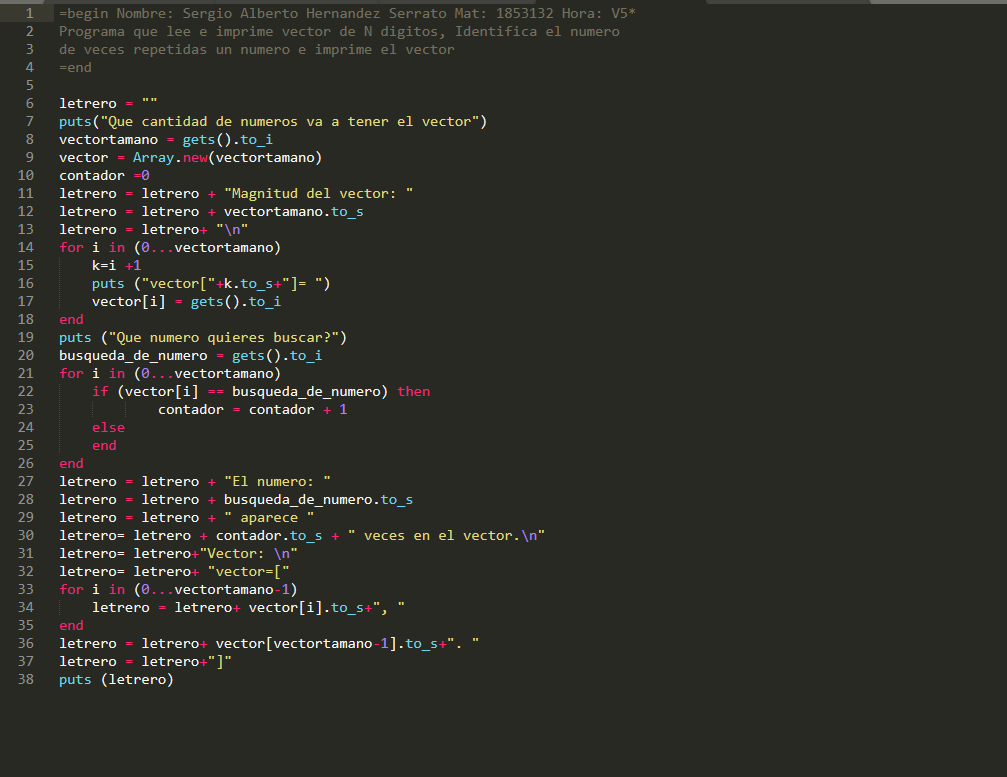 1 =begin Nombre: Sergio Alberto Hernandez Serrato Mat: 1853132 Hora: V5*
2 Programa que lee e imprime vector de N digitos, Identifica el numero
3 de veces repetidas un numero e imprime el vector
4 =end
5
6 letrero = ""
7 puts("Que cantidad de numeros va a tener el vector")
8 vectortamano = gets().to_i
9 vector = Array.new(vectortamano)
10 contador =0
11 letrero = letrero + "Magnitud del vector: "
12 letrero = letrero + vectortamano.to_s
13 letrero = letrero+ "\n"
14 for i in (0...vectortamano)
15     k=i +1
16     puts ("vector["+k.to_s+"]= ")
17     vector[i] = gets().to_i
18 end
19 puts ("Que numero quieres buscar?")
20 busqueda_de_numero = gets().to_i
21 for i in (0...vectortamano)
22     if (vector[i] == busqueda_de_numero) then
23             contador = contador + 1
24     else
25     end
26 end
27 letrero = letrero + "El numero: "
28 letrero = letrero + busqueda_de_numero.to_s
29 letrero = letrero + " aparece "
30 letrero= letrero + contador.to_s + " veces en el vector.\n"
31 letrero= letrero+"Vector: \n"
32 letrero= letrero+ "vector=["
33 for i in (0...vectortamano-1)
34     letrero = letrero+ vector[i].to_s+", "
35 end
36 letrero = letrero+ vector[vectortamano-1].to_s+". "
37 letrero = letrero+"]"
38 puts (letrero)